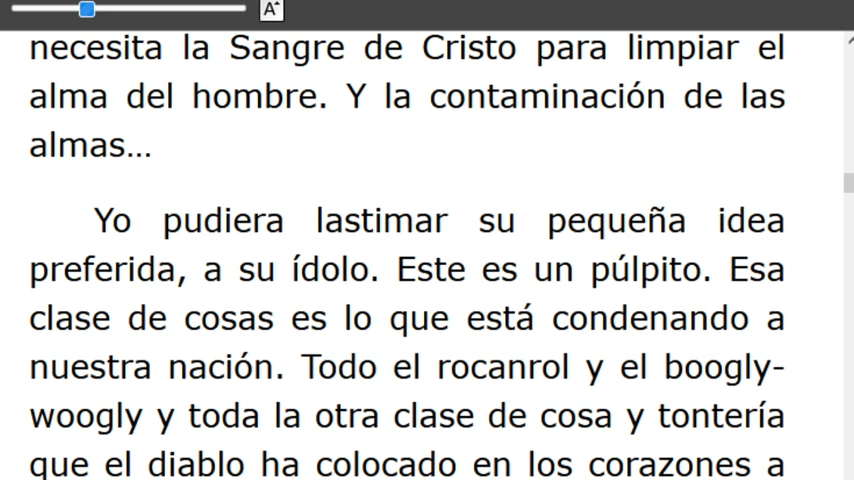 A
necesita la Sangre de Cristo para limpiar el
alma del hombre. Y la contaminación de las
almas...
Yo pudiera lastimar su pequeña idea
preferida, a su ídolo. Este es un púlpito. Esa
clase de cosas es lo que está condenando a
nuestra nación. Todo el rocanrol y el boogly-
woogly y toda la otra clase de cosa y tontería
que el diablo ha colocado en los corazones a